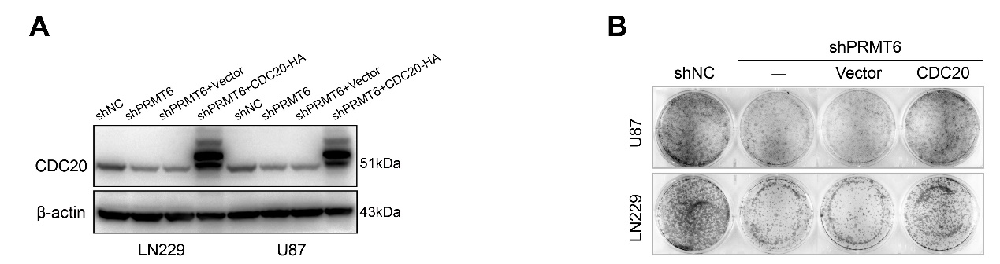 A
shNC
shPRMT6
shPRMT6+Vector
shPRMT6+CDC20-HA
shNC
shPRMT6
shPRMT6+Vector
shPRMT6+CDC20-HA
CDC20
51kDa
β-actin
43kDa
LN229
U87
B
shPRMT6
shNC
—
Vector
CDC20
U87
LN229